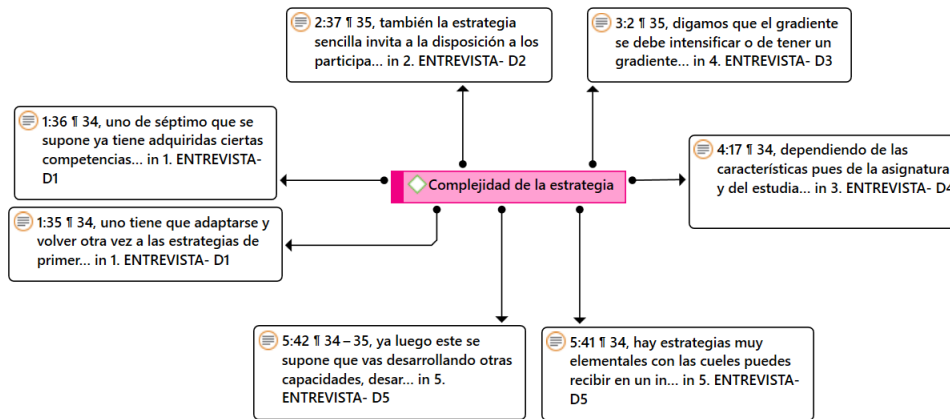 2:37 ¶ 35, también la estrategia
sencilla invita a la disposición a los
participa... in 2. ENTREVISTA- D2
3:2 ¶ 35, digamos que el gradiente
se debe intensificar o de tener un
gradiente... in 4. ENTREVISTA- D3
1:36 ¶ 34, uno de séptimo que se
supone ya tiene adquiridas ciertas
competencias... in 1. ENTREVISTA-
D1
4:17 ¶ 34, dependiendo de las
características pues de la asignatura
y del estudia... in 3. ENTREVISTA- D4
Complejidad de la estrategia
1:35 ¶ 34, uno tiene que adaptarse y
volver otra vez a las estrategias de
primer... in 1. ENTREVISTA- D1
5:42 ¶ 34 – 35, ya luego este se
supone que vas desarrollando otras
capacidades, desar... in 5.
ENTREVISTA- D5
5:41 ¶ 34, hay estrategias muy
elementales con las cueles puedes
recibir en un in... in 5. ENTREVISTA-
D5